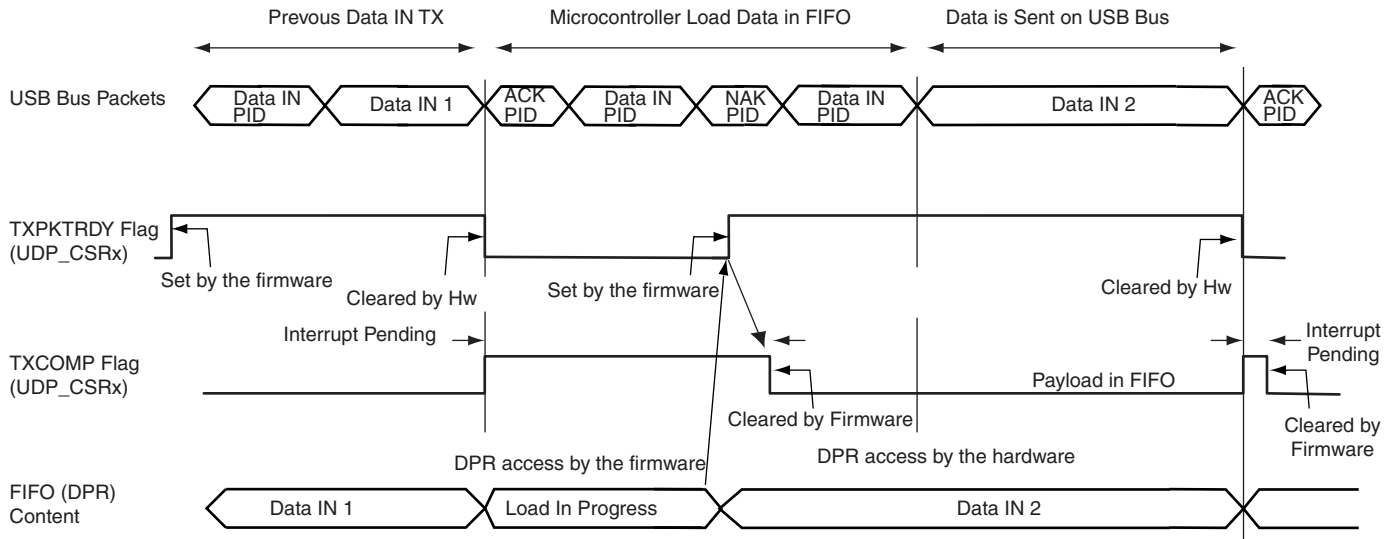 Prevous Data IN TX
Microcontroller Load Data in FIFO
Data is Sent on USB Bus
USB Bus Packets
Data IN
PID
Data IN 1
ACK
PID
Data IN
PID
NAK
PID
Data IN
PID
Data IN 2
ACK
PID
TXPKTRDY Flag
(UDP_CSRx)
Set by the firmware
Cleared by Hw
Set by the firmware
Cleared by Hw
Interrupt Pending
Interrupt
Pending
TXCOMP Flag
(UDP_CSRx)
Payload in FIFO
Cleared by Firmware
Cleared by
Firmware
DPR access by the firmware
DPR access by the hardware
FIFO (DPR)
Content
Data IN 1
Load In Progress
Data IN 2